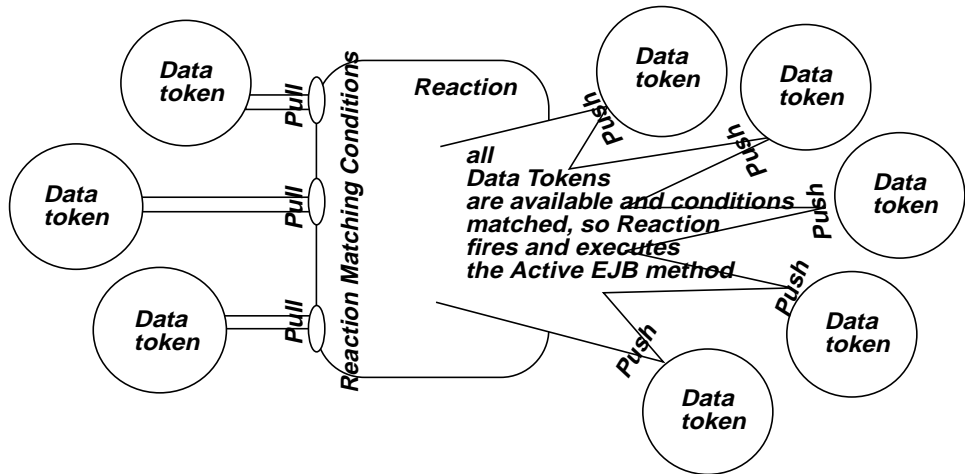 Data
token
Pull
Data
token
Pull
Data
token
Pull
Reaction Matching Conditions
Reaction
all
Data Tokens
are available and conditions
matched, so Reaction
fires and executes
the Active EJB method
Push
Data
token
Push
Data
token
Push
Data
token
Push
Data
token
Push
Data
token